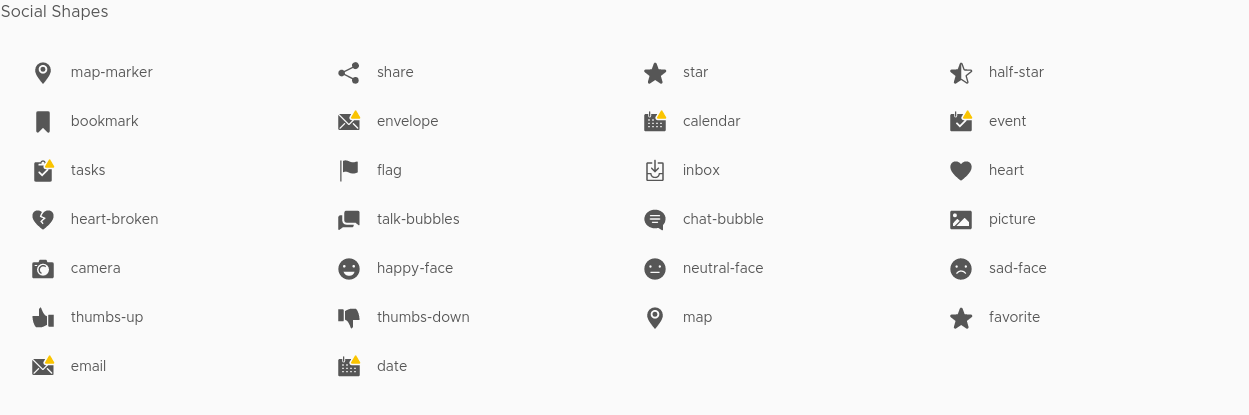 Social Shapes
map-marker share star half-star
bookmark envelope calendar event
tasks flag inbox heart
heart-broken talk-bubbles chat-bubble picture
camera happy-face neutral-face sad-face
thumbs-up thumbs-down map favorite
email date